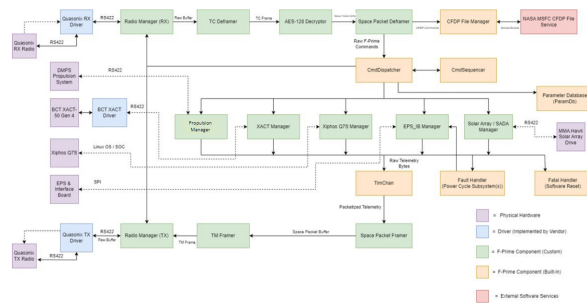 Quasonix
RX Radio
RS422
Quasonix RX
Driver
RS422
Radio Manager (RX)
Raw Buffer
TC Deframer
TC Frame
AES-128 Decryptor
Space Packet Deframer
CFDP File Manager
NASA MSFC CFDP File
Service
Raw F-Prime
Commands
DMPS
Propulsion
System
RS422
CmdDispatcher
CmdSequencer
Parameter Database
(ParamDb)
BCT XACT-
50 Gen 4
BCT XACT
Driver
RS422
Propulsion
Manager
XACT Manager
Xiphos Q7S Manager
EPS_IB Manager
Solar Array / SADA
Manager
RS422
MMA Hawk
Solar Array
Drive
Xiphos Q7S
Linux OS / SOC
EPS &
Interface
Board
SPI
Raw Telemetry
Bytes
TlmChan
Fault Handler
(Power Cycle Subsystem(s))
Fatal Handler
(Software Reset)
Packetized Telemetry
Quasonix
TX Radio
RS422
Quasonix TX
Driver
RS422
Raw Buffer
Radio Manager (TX)
TM Frame
TM Framer
Space Packet Buffer
Space Packet Framer
= Physical Hardware
= Driver (Implemented by Vendor)
= F-Prime Component (Custom)
= F-Prime Component (Built-in)
= External Software Services